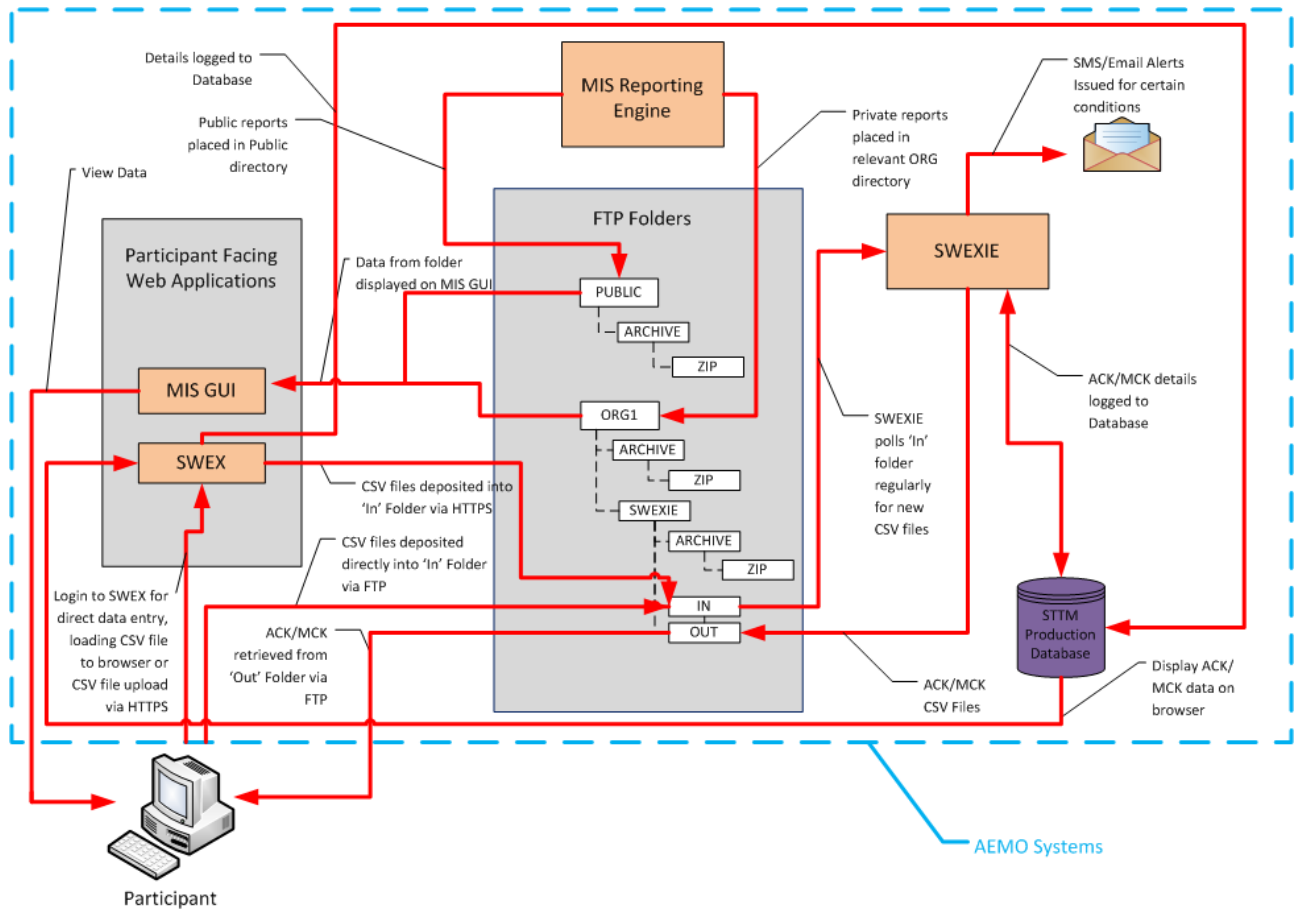 Details logged to
Database
MIS Reporting
Engine
SMS/Email Alerts
Issued for certain
conditions
Public reports
placed in Public
directory
Private reports
placed in
relevant ORG
directory
View Data
Participant Facing
Web Applications
FTP Folders
SWEXIE
Data from folder
displayed on MIS GUI
PUBLIC
ARCHIVE
ZIP
MIS GUI
ORG1
ARCHIVE
ZIP
SWEXIE
ARCHIVE
ZIP
IN
OUT
SWEX
CSV files deposited into
‘In’ Folder via HTTPS
CSV files deposited
directly into ‘In’ Folder
via FTP
SWEXIE
polls ‘In’
folder
regularly
for new
CSV files
ACK/MCK details
logged to
Database
Login to SWEX for
direct data entry,
loading CSV file
to browser or
CSV file upload
via HTTPS
ACK/MCK
retrieved from
‘Out’ Folder via
FTP
STTM
Production
Database
ACK/MCK
CSV Files
Display ACK/
MCK data on
browser
AEMO Systems
Participant